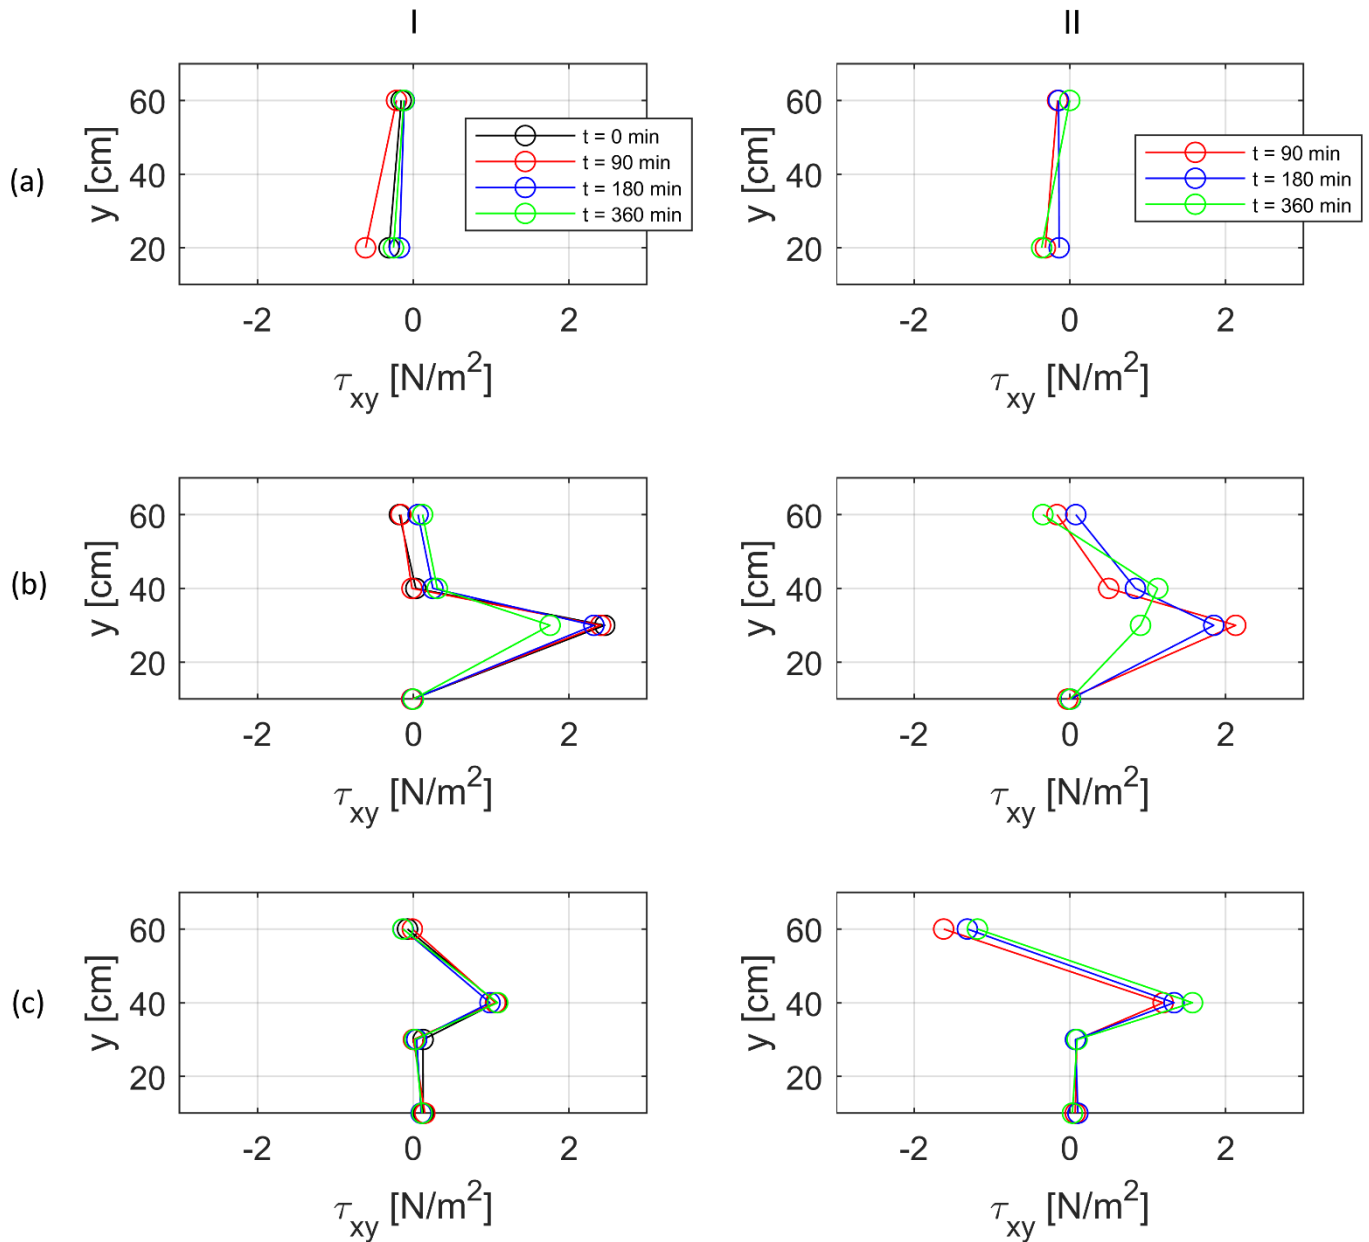 I
II
(a)
60
40
20
y [cm]
-2 0 2
τxy [N/m2]
t = 0 min
t = 90 min
t = 180 min
t = 360 min
60
40
20
y [cm]
-2 0 2
τxy [N/m2]
t = 90 min
t = 180 min
t = 360 min
(b)
60
40
20
y [cm]
-2 0 2
τxy [N/m2]
60
40
20
y [cm]
-2 0 2
τxy [N/m2]
(c)
60
40
20
y [cm]
-2 0 2
τxy [N/m2]
60
40
20
y [cm]
-2 0 2
τxy [N/m2]